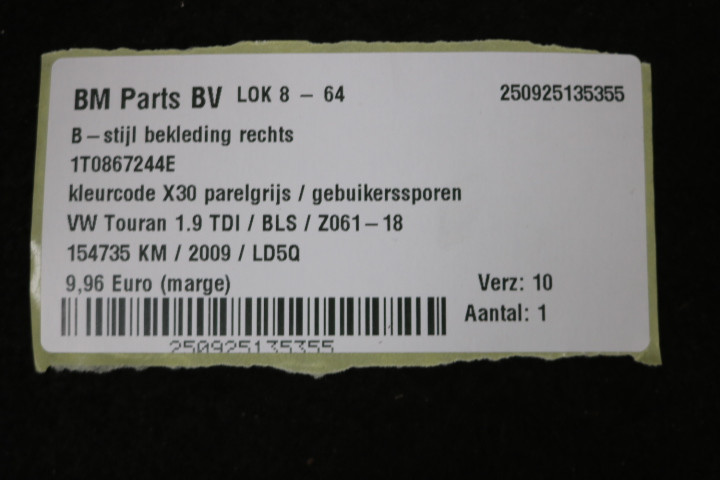 BM Parts BV LOK 8 – 64 250925135355
B – stijl bekleding rechts
1T0867244E
kleurcode X30 parelgrijs / gebuikerssporen
VW Touran 1.9 TDI / BLS / Z061 – 18
154735 KM / 2009 / LD5Q
9,96 Euro (marge) Verz: 10
Aantal: 1
250925135355